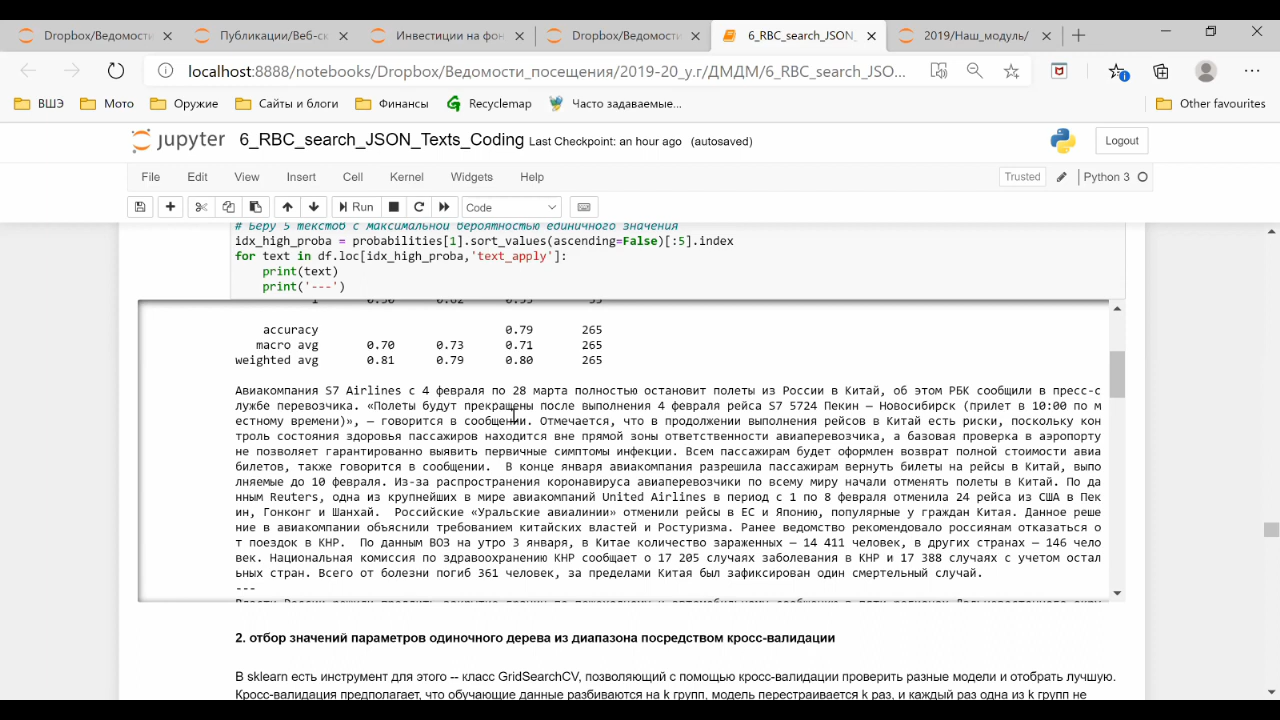 Dropbox/Ведомости
Публикации/Веб-ск
Инвестиции на фон
Dropbox/Ведомости
6_RBC_search_JSON_
2019/Наш_модуль/
localhost:8888/notebooks/Dropbox/Ведомости_посещения/2019-20_у.г/ДМДМ/6_RBC_search_JSO...
ВШЭ
Мото
Оружие
Сайты и блоги
Финансы
Recyclemap
Часто задаваемые...
Other favourites
jupyter 6_RBC_search_JSON_Texts_Coding Last Checkpoint: an hour ago (autosaved)
Logout
File Edit View Insert Cell Kernel Widgets Help
Trusted
Python 3
Run
Code
# Беру 5 текстов с максимальной вероятностью единичного значения
idx_high_proba = probabilities[1].sort_values(ascending=False)[:5].index
for text in df.loc[idx_high_proba,'text_apply']:
print(text)
print('---')
accuracy 0.79 265
macro avg 0.70 0.73 0.71 265
weighted avg 0.81 0.79 0.80 265
Авиакомпания S7 Airlines с 4 февраля по 28 марта полностью остановит полеты из России в Китай, об этом РБК сообщили в пресс-с
лужбе перевозчика. «Полеты будут прекращены после выполнения 4 февраля рейса S7 5724 Пекин — Новосибирск (прилет в 10:00 по м
естному времени)», — говорится в сообщении. Отмечается, что в продолжении выполнения рейсов в Китай есть риски, поскольку кон
троль состояния здоровья пассажиров находится вне прямой зоны ответственности авиаперевозчика, а базовая проверка в аэропорту
не позволяет гарантированно выявить первичные симптомы инфекции. Всем пассажирам будет оформлен возврат полной стоимости авиа
билетов, также говорится в сообщении.  В конце января авиакомпания разрешила пассажирам вернуть билеты на рейсы в Китай, выпо
лняемые до 10 февраля. Из-за распространения коронавируса авиаперевозчики по всему миру начали отменять полеты в Китай. По да
нным Reuters, одна из крупнейших в мире авиакомпаний United Airlines в период с 1 по 8 февраля отменила 24 рейса из США в Пек
ин, Гонконг и Шанхай.  Российские «Уральские авиалинии» отменили рейсы в ЕС и Японию, популярные у граждан Китая. Данное реше
ние в авиакомпании объяснили требованием китайских властей и Ростуризма. Ранее ведомство рекомендовало россиянам отказаться о
т поездок в КНР.  По данным ВОЗ на утро 3 января, в Китае количество зараженных — 14 411 человек, в других странах — 146 чело
век. Национальная комиссия по здравоохранению КНР сообщает о 17 205 случаях заболевания в КНР и 17 388 случаях с учетом остал
ьных стран. Всего от болезни погиб 361 человек, за пределами Китая был зафиксирован один смертельный случай.
---
2. отбор значений параметров одиночного дерева из диапазона посредством кросс-валидации
В sklearn есть инструмент для этого -- класс GridSearchCV, позволяющий с помощью кросс-валидации проверить разные модели и отобрать лучшую.
Кросс-валидация предполагает, что обучающие данные разбиваются на k групп, модель перестраивается k раз, и каждый раз одна из k групп не